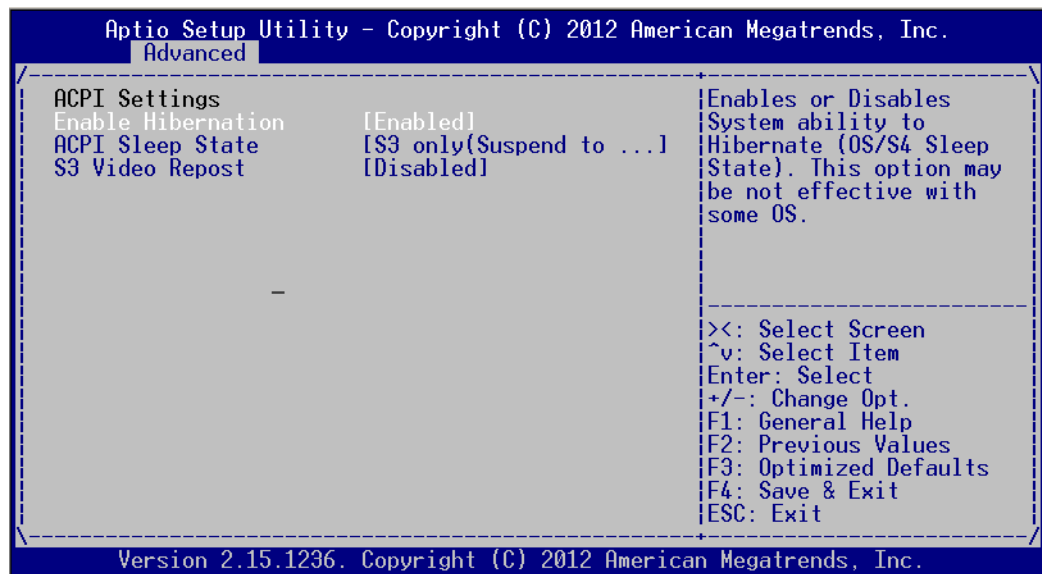 Aptio Setup Utility – Copyright (C) 2012 American Megatrends, Inc.
Advanced
ACPI Settings
Enable Hibernation [Enabled]
ACPI Sleep State [S3 only(Suspend to ...]
S3 Video Repost [Disabled]
Enables or Disables
System ability to
Hibernate (OS/S4 Sleep
State). This option may
be not effective with
some OS.
><: Select Screen
^v: Select Item
Enter: Select
+/-: Change Opt.
F1: General Help
F2: Previous Values
F3: Optimized Defaults
F4: Save & Exit
ESC: Exit
Version 2.15.1236. Copyright (C) 2012 American Megatrends, Inc.